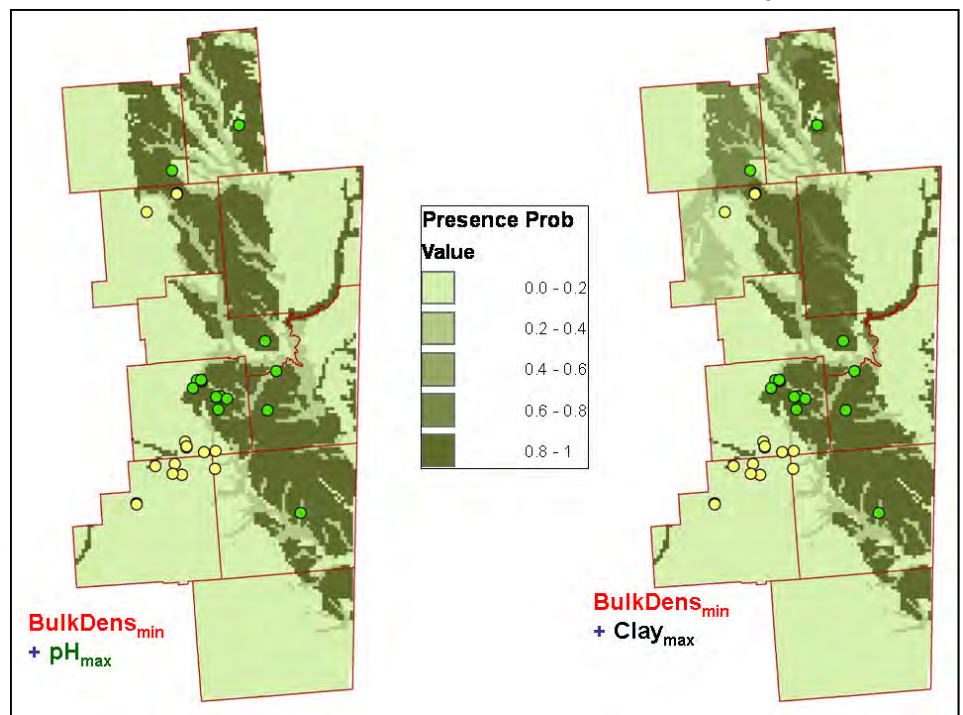 Presence Prob
Value
0.0 - 0.2
0.2 - 0.4
0.4 - 0.6
0.6 - 0.8
0.8 - 1
BulkDensmin
+ pHmax
BulkDensmin
+ Claymax